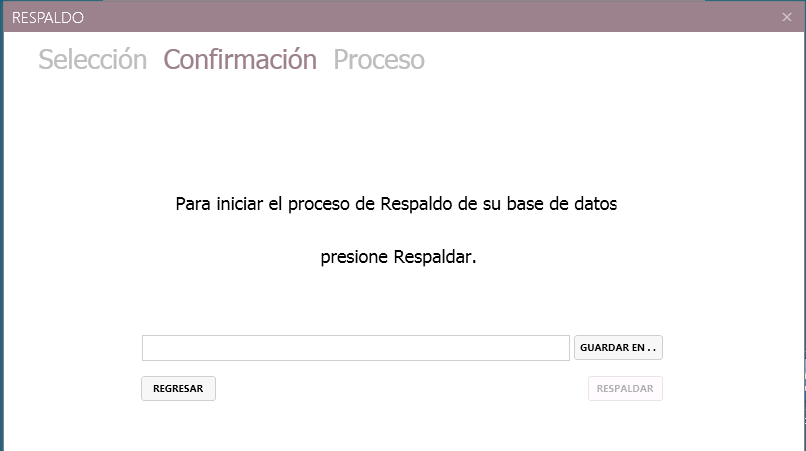 RESPALDO
Selección Confirmación Proceso
Para iniciar el proceso de Respaldo de su base de datos
presione Respaldar.
GUARDAR EN . .
REGRESAR RESPALDAR